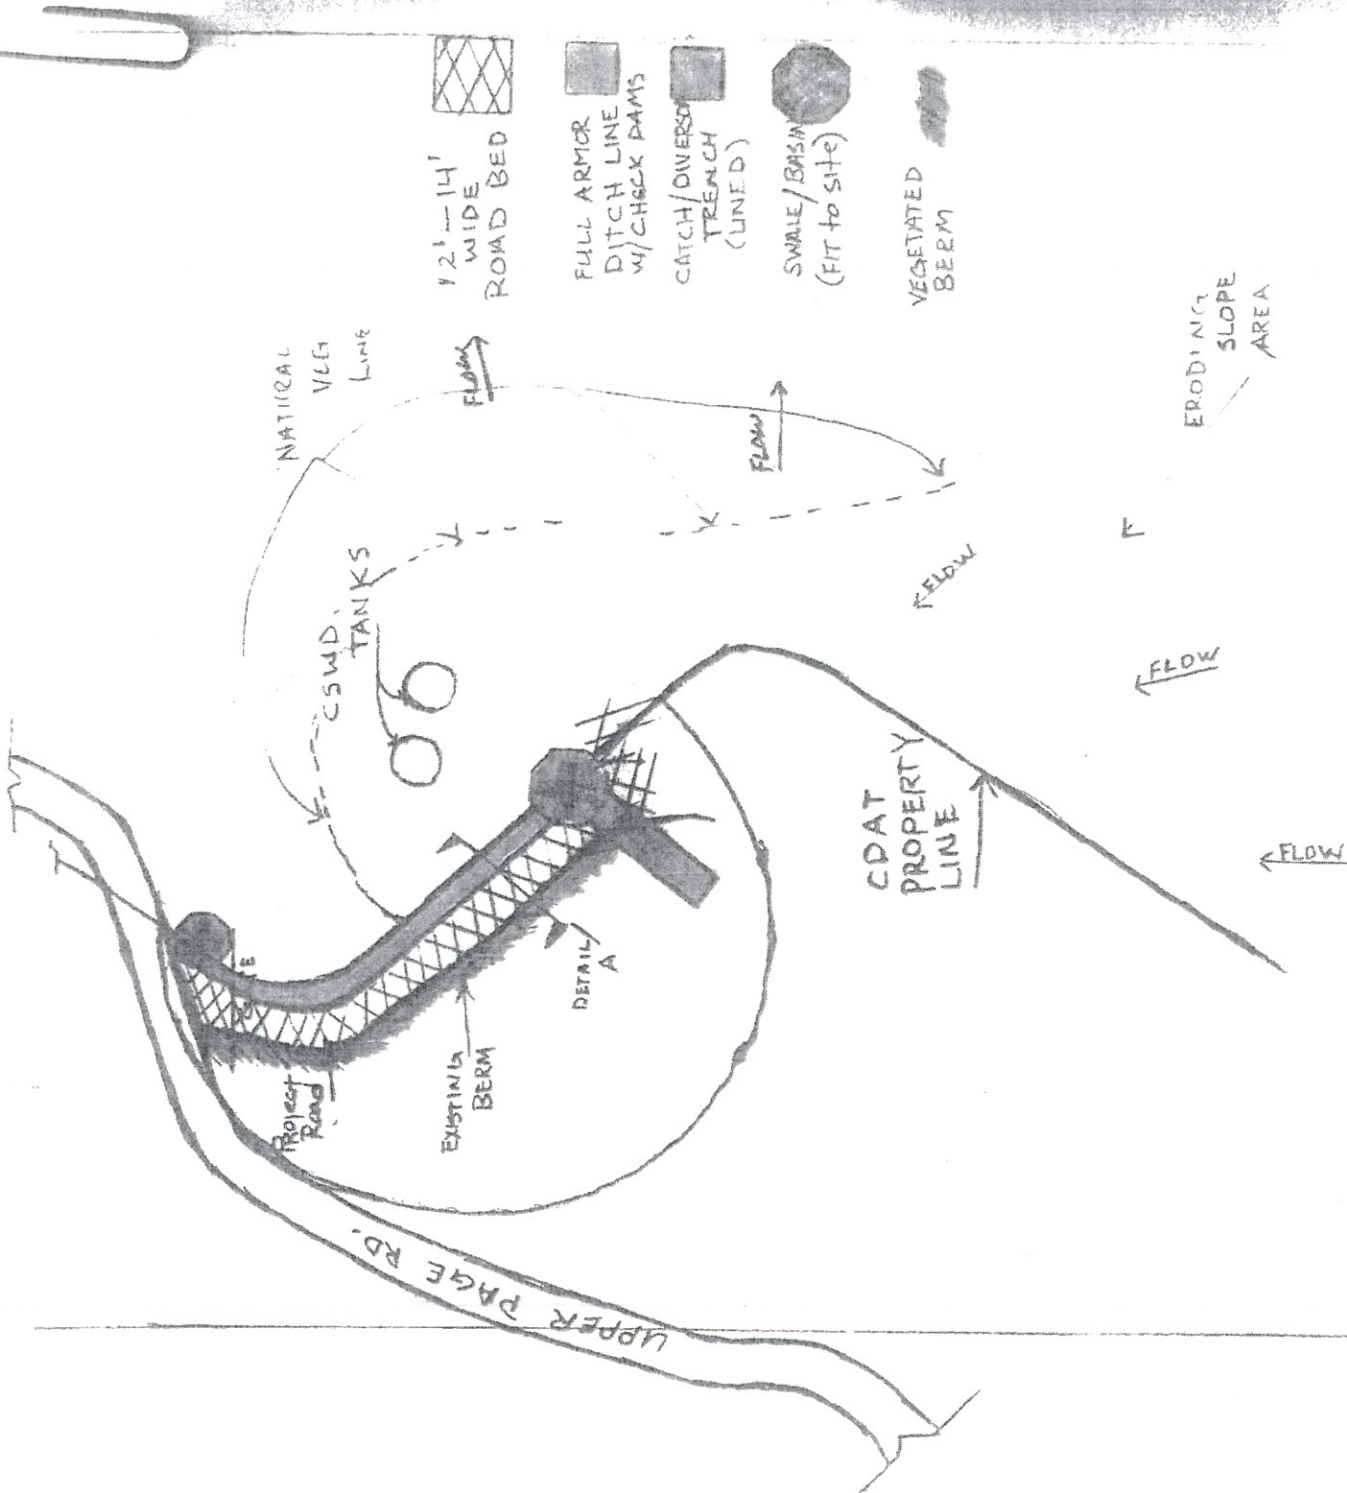 12'-14'
WIDE
ROAD BED
FULL ARMOR
DITCH LINE
W/CHECK DAMS
CATCH/DIVERSON
TRENCH
(LINED)
SWALE/BASIN
(FIT to SITE)
VEGETATED
BERM
NATURAL
VEG
LINE
FLOW
FLOW
ERODING
SLOPE
AREA
CSWD.
TANKS
FLOW
FLOW
FLOW
CDAT
PROPERTY
LINE
DETAIL
A
EXISTING
BERM
PROJECT
Road
UPPER PAGE RD.